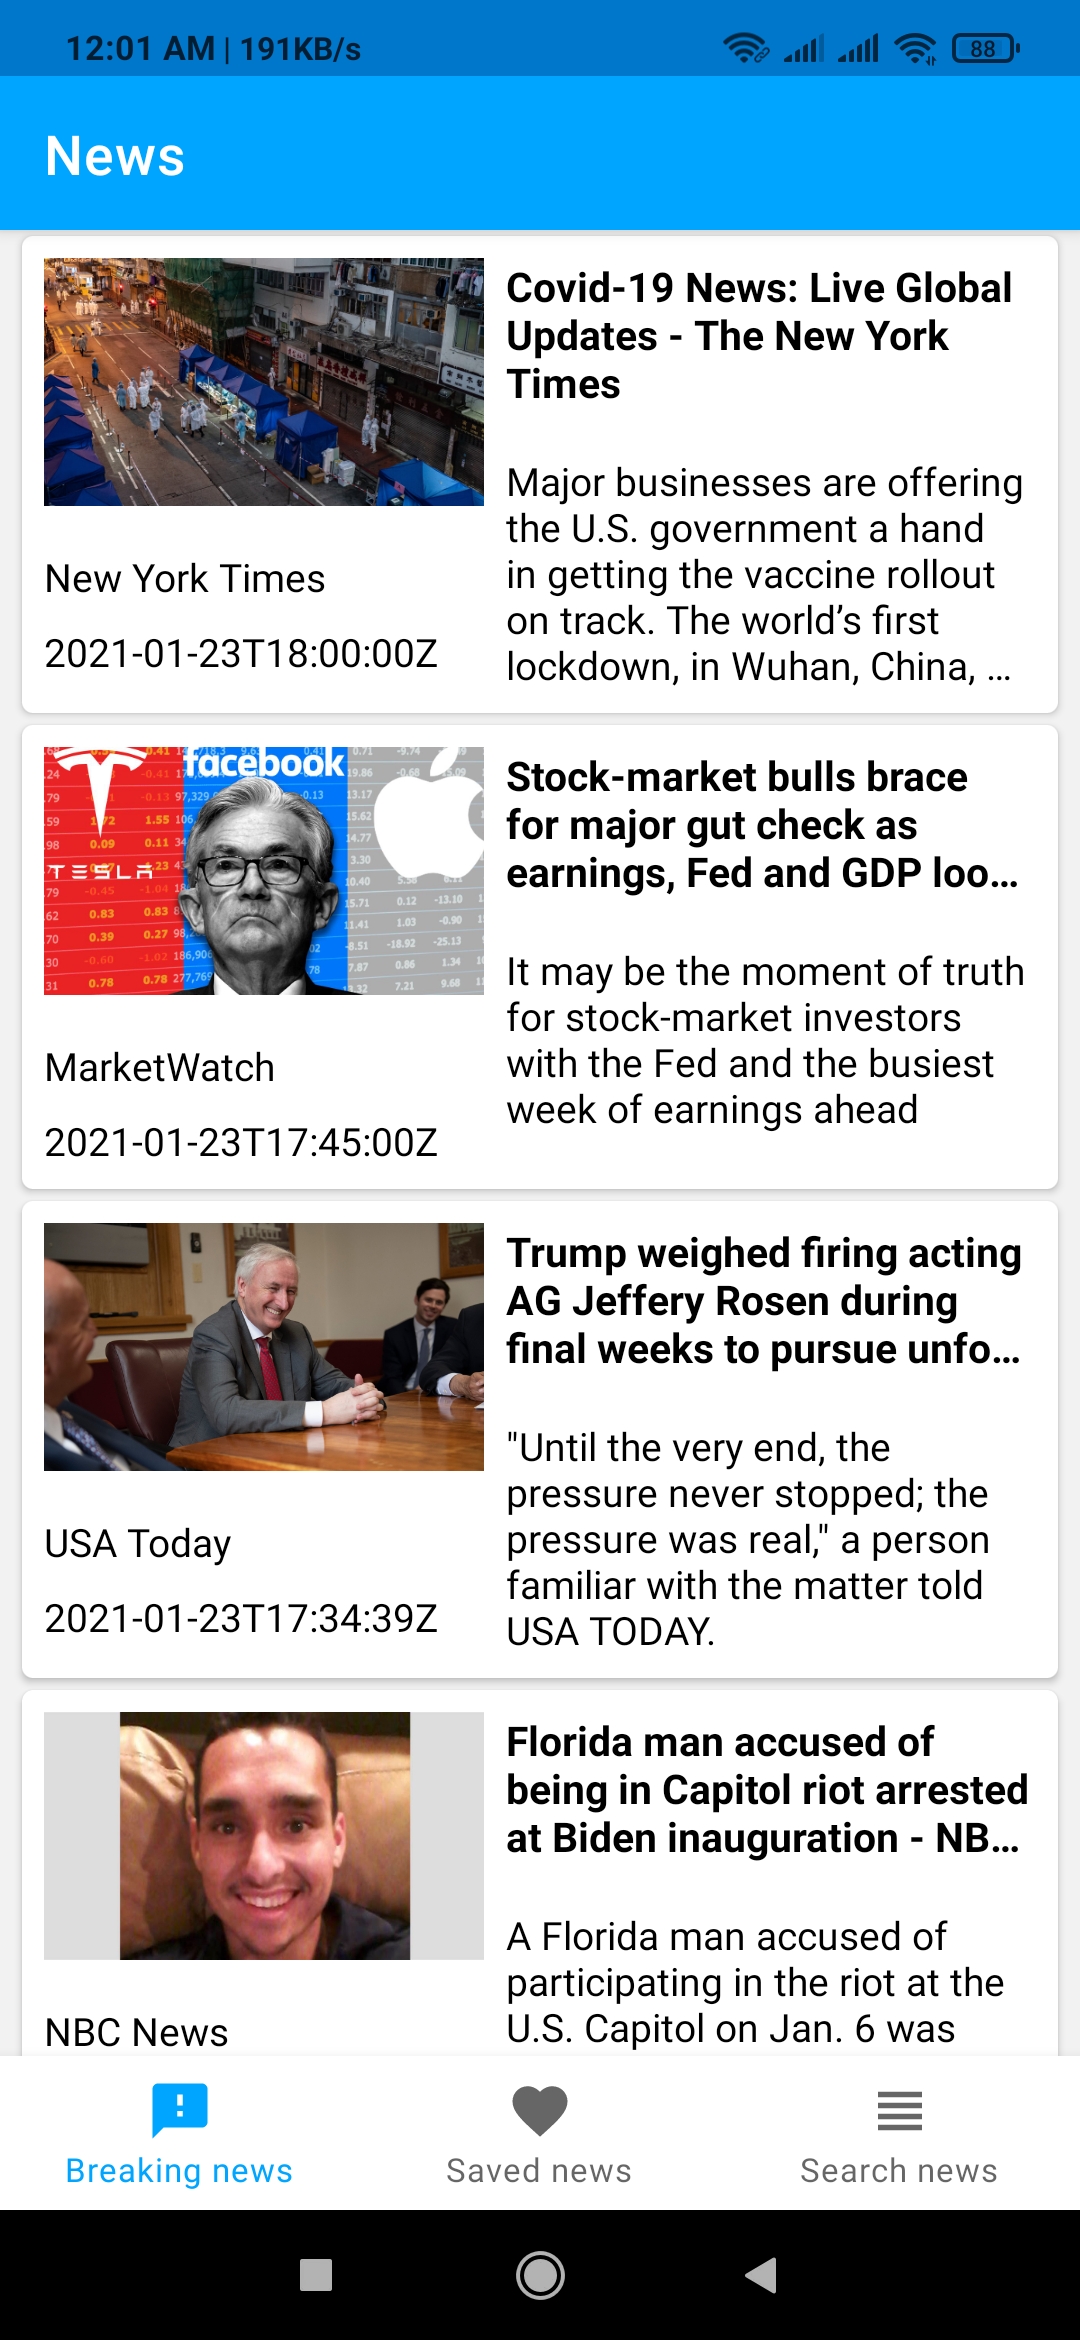 12:01 AM | 191KB/s
88
News
Covid-19 News: Live Global
Updates - The New York
Times
Major businesses are offering
the U.S. government a hand
in getting the vaccine rollout
on track. The world’s first
lockdown, in Wuhan, China, …
New York Times
2021-01-23T18:00:00Z
facebook
TESLA
Stock-market bulls brace
for major gut check as
earnings, Fed and GDP loo…
It may be the moment of truth
for stock-market investors
with the Fed and the busiest
week of earnings ahead
MarketWatch
2021-01-23T17:45:00Z
Trump weighed firing acting
AG Jeffery Rosen during
final weeks to pursue unfo…
"Until the very end, the
pressure never stopped; the
pressure was real," a person
familiar with the matter told
USA TODAY.
USA Today
2021-01-23T17:34:39Z
Florida man accused of
being in Capitol riot arrested
at Biden inauguration - NB…
A Florida man accused of
participating in the riot at the
U.S. Capitol on Jan. 6 was
NBC News
Breaking news
Saved news
Search news